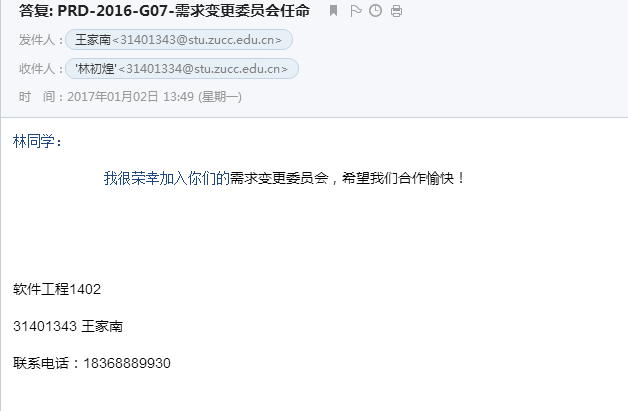 答复: PRD-2016-G07-需求变更委员会任命
发件人：王家南<31401343@stu.zucc.edu.cn>
收件人：'林初煌'<31401334@stu.zucc.edu.cn>
时　间：2017年01月02日 13:49 (星期一)
林同学：
我很荣幸加入你们的需求变更委员会，希望我们合作愉快！
软件工程1402
31401343 王家南
联系电话：18368889930